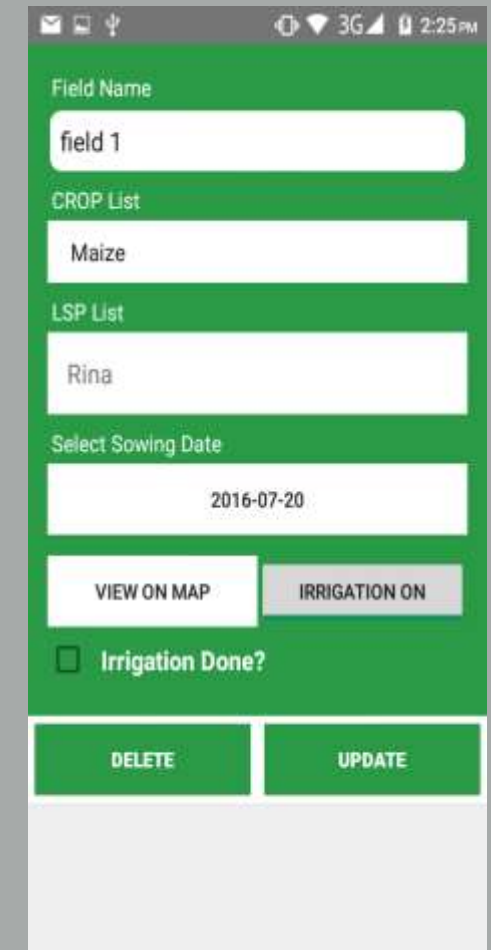 3G 2:25 PM
Field Name
field 1
CROP List
Maize
LSP List
Rina
Select Sowing Date
2016-07-20
VIEW ON MAP IRRIGATION ON
Irrigation Done?
DELETE UPDATE